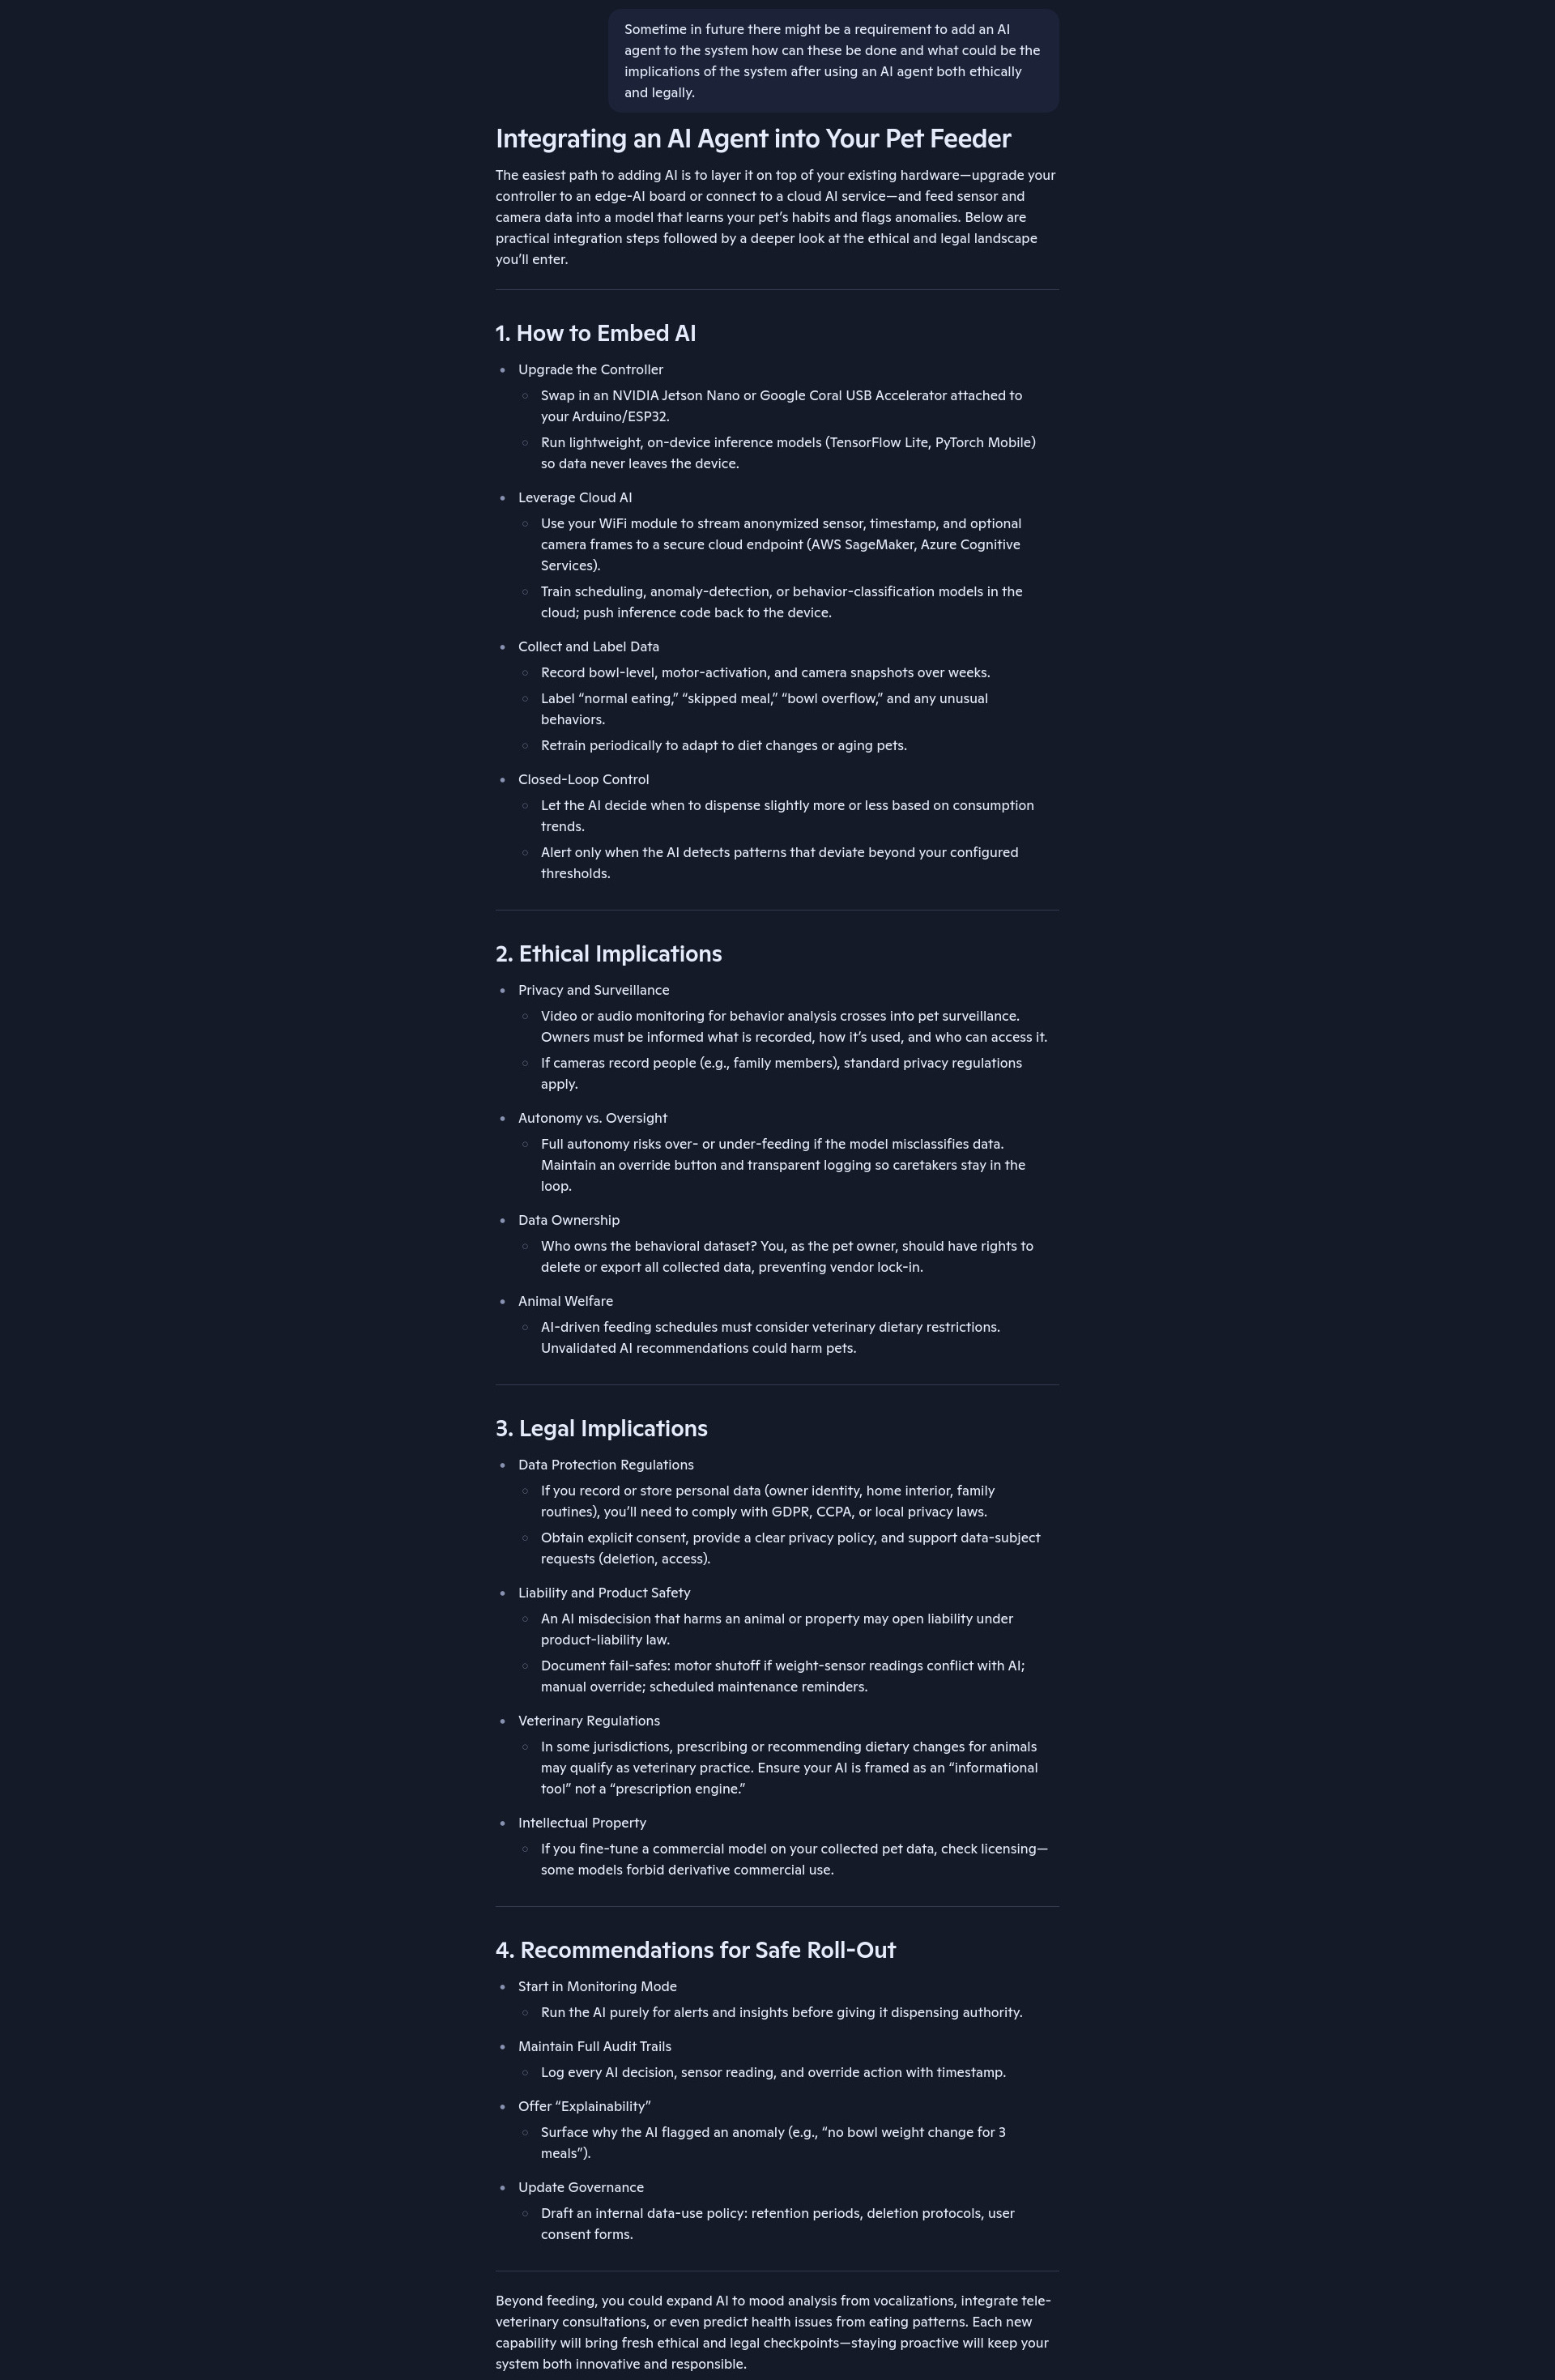 Sometime in future there might be a requirement to add an AI
agent to the system how can these be done and what could be the
implications of the system after using an AI agent both ethically
and legally.
Integrating an AI Agent into Your Pet Feeder
The easiest path to adding AI is to layer it on top of your existing hardware—upgrade your
controller to an edge-AI board or connect to a cloud AI service—and feed sensor and
camera data into a model that learns your pet’s habits and flags anomalies. Below are
practical integration steps followed by a deeper look at the ethical and legal landscape
you’ll enter.
1. How to Embed AI
• Upgrade the Controller
○ Swap in an NVIDIA Jetson Nano or Google Coral USB Accelerator attached to
your Arduino/ESP32.
○ Run lightweight, on-device inference models (TensorFlow Lite, PyTorch Mobile)
so data never leaves the device.
• Leverage Cloud AI
○ Use your WiFi module to stream anonymized sensor, timestamp, and optional
camera frames to a secure cloud endpoint (AWS SageMaker, Azure Cognitive
Services).
○ Train scheduling, anomaly-detection, or behavior-classification models in the
cloud; push inference code back to the device.
• Collect and Label Data
○ Record bowl-level, motor-activation, and camera snapshots over weeks.
○ Label “normal eating,” “skipped meal,” “bowl overflow,” and any unusual
behaviors.
○ Retrain periodically to adapt to diet changes or aging pets.
• Closed-Loop Control
○ Let the AI decide when to dispense slightly more or less based on consumption
trends.
○ Alert only when the AI detects patterns that deviate beyond your configured
thresholds.
2. Ethical Implications
• Privacy and Surveillance
○ Video or audio monitoring for behavior analysis crosses into pet surveillance.
Owners must be informed what is recorded, how it’s used, and who can access it.
○ If cameras record people (e.g., family members), standard privacy regulations
apply.
• Autonomy vs. Oversight
○ Full autonomy risks over- or under-feeding if the model misclassifies data.
Maintain an override button and transparent logging so caretakers stay in the
loop.
• Data Ownership
○ Who owns the behavioral dataset? You, as the pet owner, should have rights to
delete or export all collected data, preventing vendor lock-in.
• Animal Welfare
○ AI-driven feeding schedules must consider veterinary dietary restrictions.
Unvalidated AI recommendations could harm pets.
3. Legal Implications
• Data Protection Regulations
○ If you record or store personal data (owner identity, home interior, family
routines), you’ll need to comply with GDPR, CCPA, or local privacy laws.
○ Obtain explicit consent, provide a clear privacy policy, and support data-subject
requests (deletion, access).
• Liability and Product Safety
○ An AI misdecision that harms an animal or property may open liability under
product-liability law.
○ Document fail-safes: motor shutoff if weight-sensor readings conflict with AI;
manual override; scheduled maintenance reminders.
• Veterinary Regulations
○ In some jurisdictions, prescribing or recommending dietary changes for animals
may qualify as veterinary practice. Ensure your AI is framed as an “informational
tool” not a “prescription engine.”
• Intellectual Property
○ If you fine-tune a commercial model on your collected pet data, check licensing—
some models forbid derivative commercial use.
4. Recommendations for Safe Roll-Out
• Start in Monitoring Mode
○ Run the AI purely for alerts and insights before giving it dispensing authority.
• Maintain Full Audit Trails
○ Log every AI decision, sensor reading, and override action with timestamp.
• Offer “Explainability”
○ Surface why the AI flagged an anomaly (e.g., “no bowl weight change for 3
meals”).
• Update Governance
○ Draft an internal data-use policy: retention periods, deletion protocols, user
consent forms.
Beyond feeding, you could expand AI to mood analysis from vocalizations, integrate tele-
veterinary consultations, or even predict health issues from eating patterns. Each new
capability will bring fresh ethical and legal checkpoints—staying proactive will keep your
system both innovative and responsible.